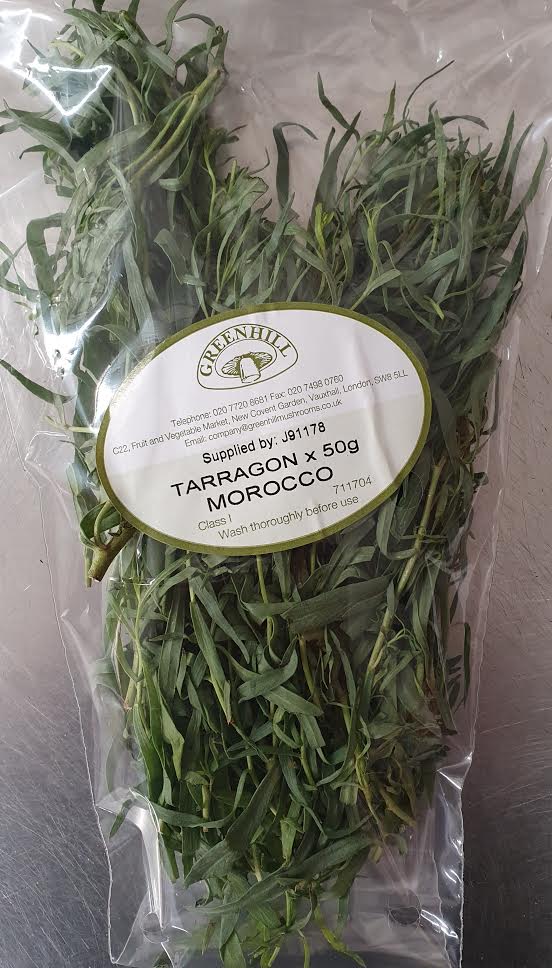 GREENHILL
Telephone: 020 7720 8681 Fax: 020 7498 0760
C22, Fruit and Vegetable Market, New Covent Garden, Vauxhall, London, SW8 5LL
Email: company@greenhillmushrooms.co.uk
Supplied by: J91178
TARRAGON x 50g
MOROCCO
Class I 711704
Wash thoroughly before use